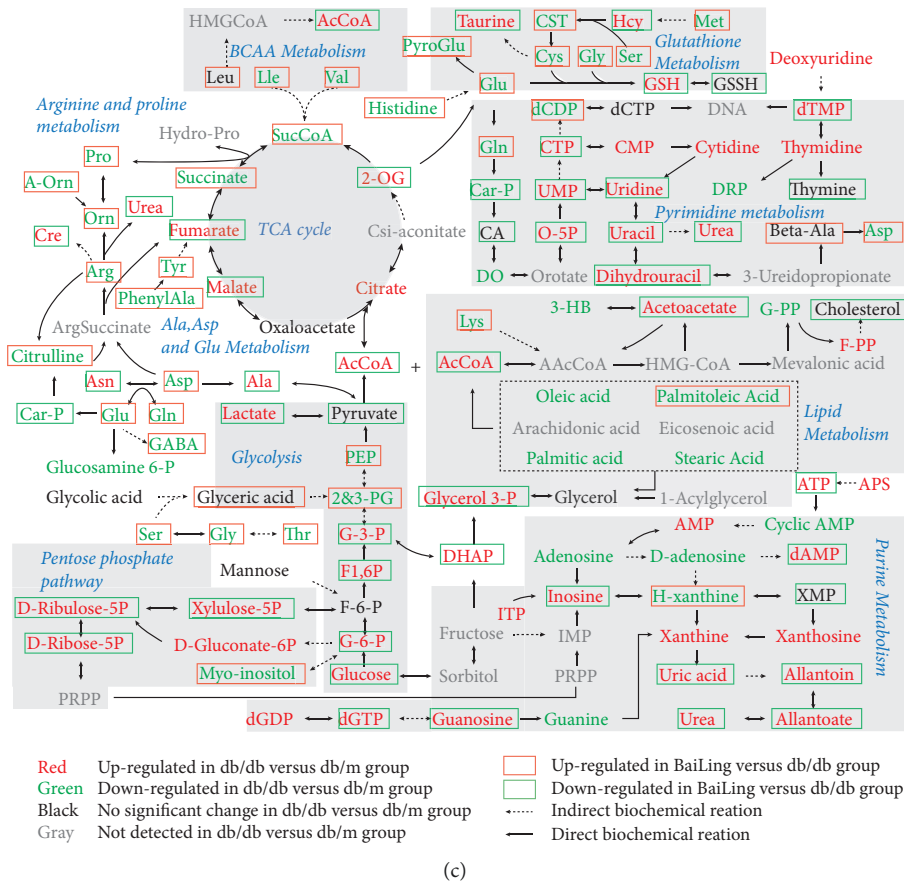 HMGCoA
AcCoA
BCAA Metabolism
Leu
Lle
Val
Taurine
CST
Hcy
Met
PyroGlu
Glutathione
Metabolism
Cys
Gly
Ser
Glu
GSH
GSSH
Deoxyuridine
Histidine
Arginine and proline
metabolism
Hydro-Pro
SucCoA
dCDP
dCTP
DNA
dTMP
Pro
Succinate
2-OG
Gln
CTP
CMP
Cytidine
Thymidine
A-Orn
Orn
Urea
Car-P
UMP
Uridine
DRP
Thymine
Cre
Fumarate
TCA cycle
Csi-aconitate
Pyrimidine metabolism
CA
O-5P
Uracil
Urea
Beta-Ala
Asp
Arg
Tyr
PhenylAla
Malate
Citrate
DO
Orotate
Dihydrouracil
3-Ureidopropionate
ArgSuccinate
Ala,Asp
and Glu Metabolism
Oxaloacetate
3-HB
Acetoacetate
G-PP
Cholesterol
Lys
F-PP
Citrulline
AcCoA
+
AcCoA
AAcCoA
HMG-CoA
Mevalonic acid
Asn
Asp
Ala
Oleic acid
Palmitoleic Acid
Car-P
Glu
Gln
Lactate
Pyruvate
Arachidonic acid
Eicosenoic acid
Lipid
Metabolism
GABA
Glycolysis
PEP
Palmitic acid
Stearic Acid
Glucosamine 6-P
Glycolic acid
Glyceric acid
2&3-PG
Glycerol 3-P
Glycerol
1-Acylglycerol
ATP
APS
Ser
Gly
Thr
G-3-P
AMP
Cyclic AMP
Pentose phosphate
pathway
DHAP
Adenosine
D-adenosine
dAMP
Mannose
F1,6P
D-Ribulose-5P
Xylulose-5P
F-6-P
ITP
Inosine
H-xanthine
XMP
Purine Metabolism
D-Ribose-5P
D-Gluconate-6P
G-6-P
Fructose
IMP
Xanthine
Xanthosine
Myo-inositol
Glucose
Sorbitol
PRPP
Uric acid
Allantoin
PRPP
dGDP
dGTP
Guanosine
Guanine
Urea
Allantoate
Red Up-regulated in db/db versus db/m group
Green Down-regulated in db/db versus db/m group
Black No significant change in db/db versus db/m group
Gray Not detected in db/db versus db/m group
Up-regulated in BaiLing versus db/db group
Down-regulated in BaiLing versus db/db group
Indirect biochemical reation
Direct biochemical reation
(c)